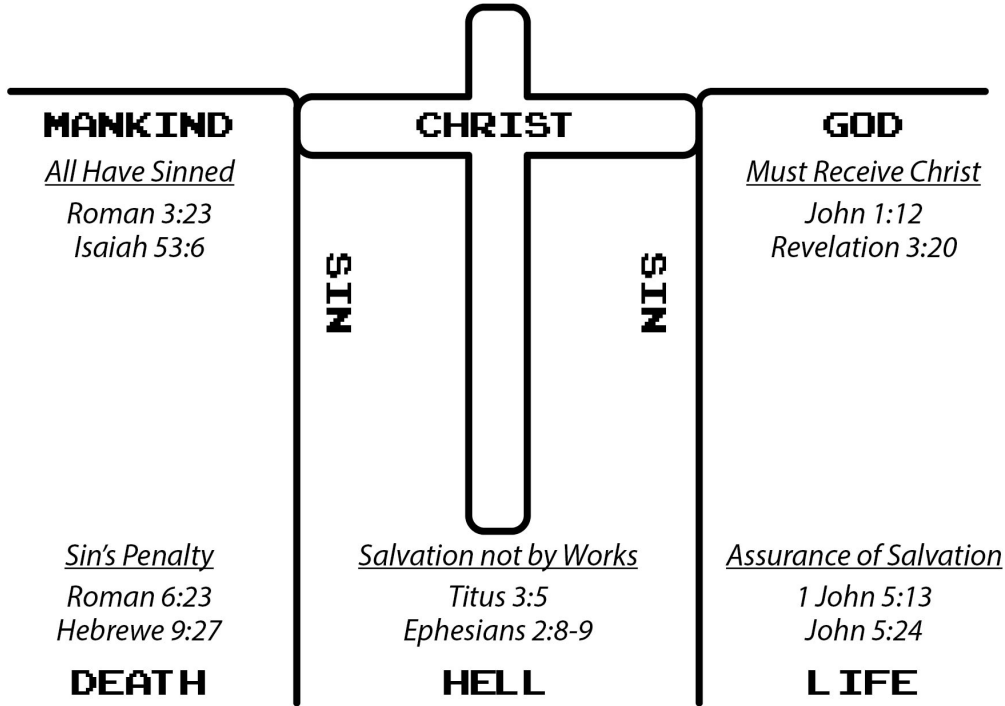 MANKIND
All Have Sinned
Roman 3:23
Isaiah 53:6
CHRIST
GOD
Must Receive Christ
John 1:12
Revelation 3:20
SIN
SIN
Sin's Penalty
Roman 6:23
Hebrewe 9:27
DEATH
Salvation not by Works
Titus 3:5
Ephesians 2:8-9
HELL
Assurance of Salvation
1 John 5:13
John 5:24
LIFE